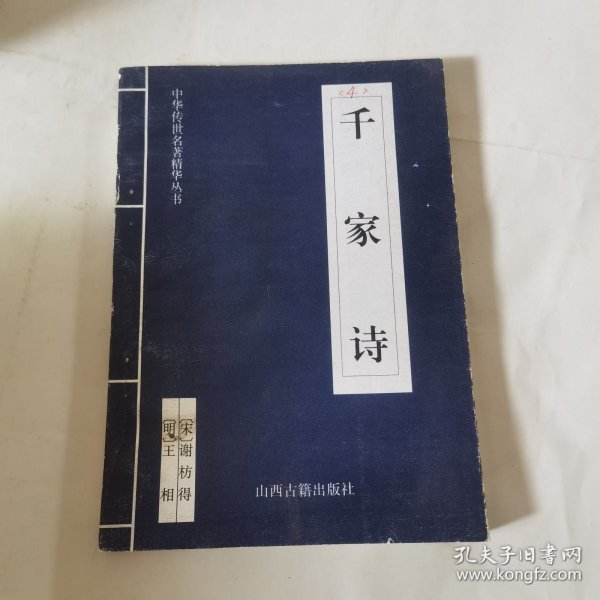 中华传世名著精华丛书
<4>
千家诗
[宋]谢枋得
[明]王相
山西古籍出版社
孔夫子旧书网
www.kongfz.com